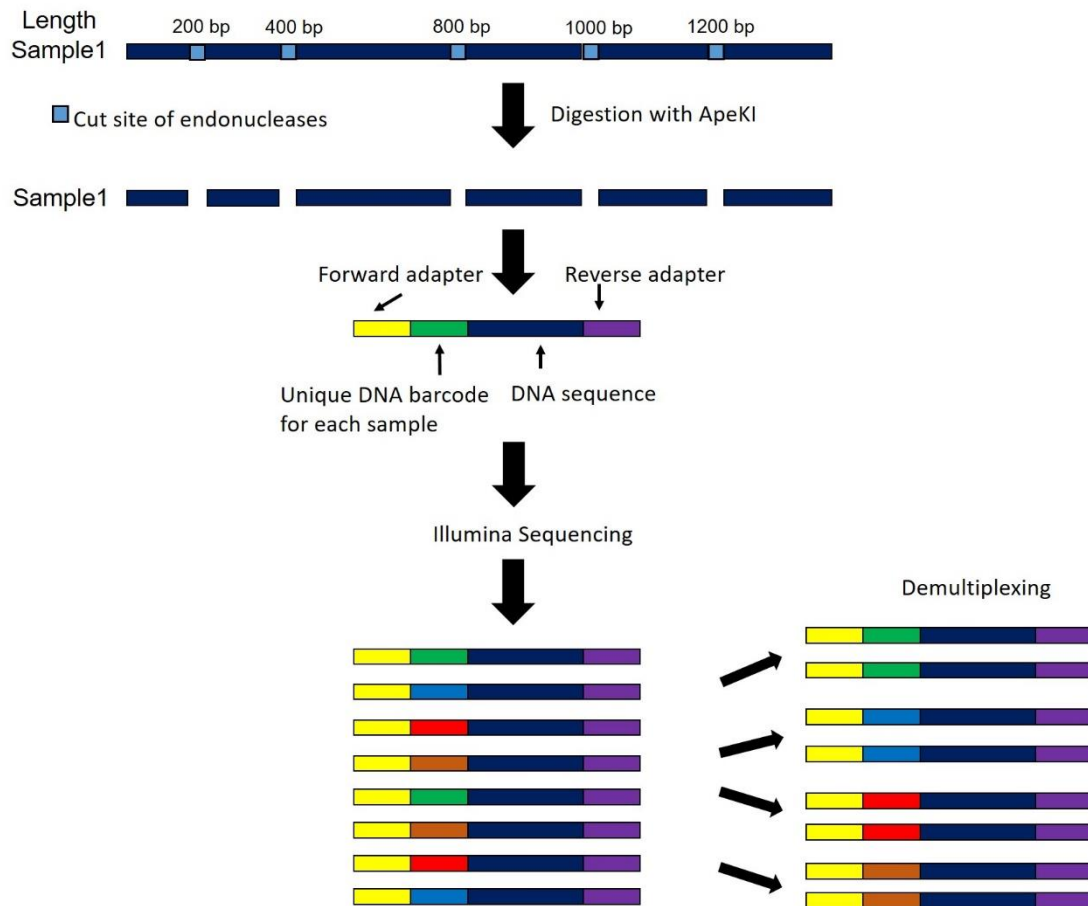 Length
200 bp 400 bp 800 bp 1000 bp 1200 bp
Sample1
Cut site of endonucleases
Digestion with ApeKI
Sample1
Forward adapter
Reverse adapter
Unique DNA barcode
for each sample
DNA sequence
Illumina Sequencing
Demultiplexing